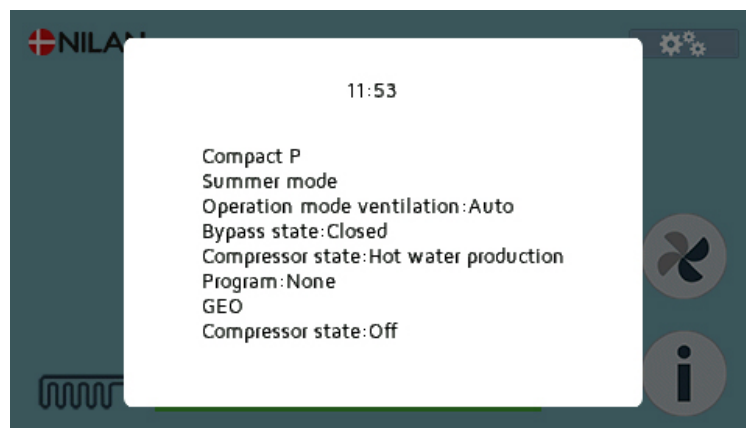 NILAN
11:53
Compact P
Summer mode
Operation mode ventilation:Auto
Bypass state:Closed
Compressor state:Hot water production
Program:None
GEO
Compressor state:Off